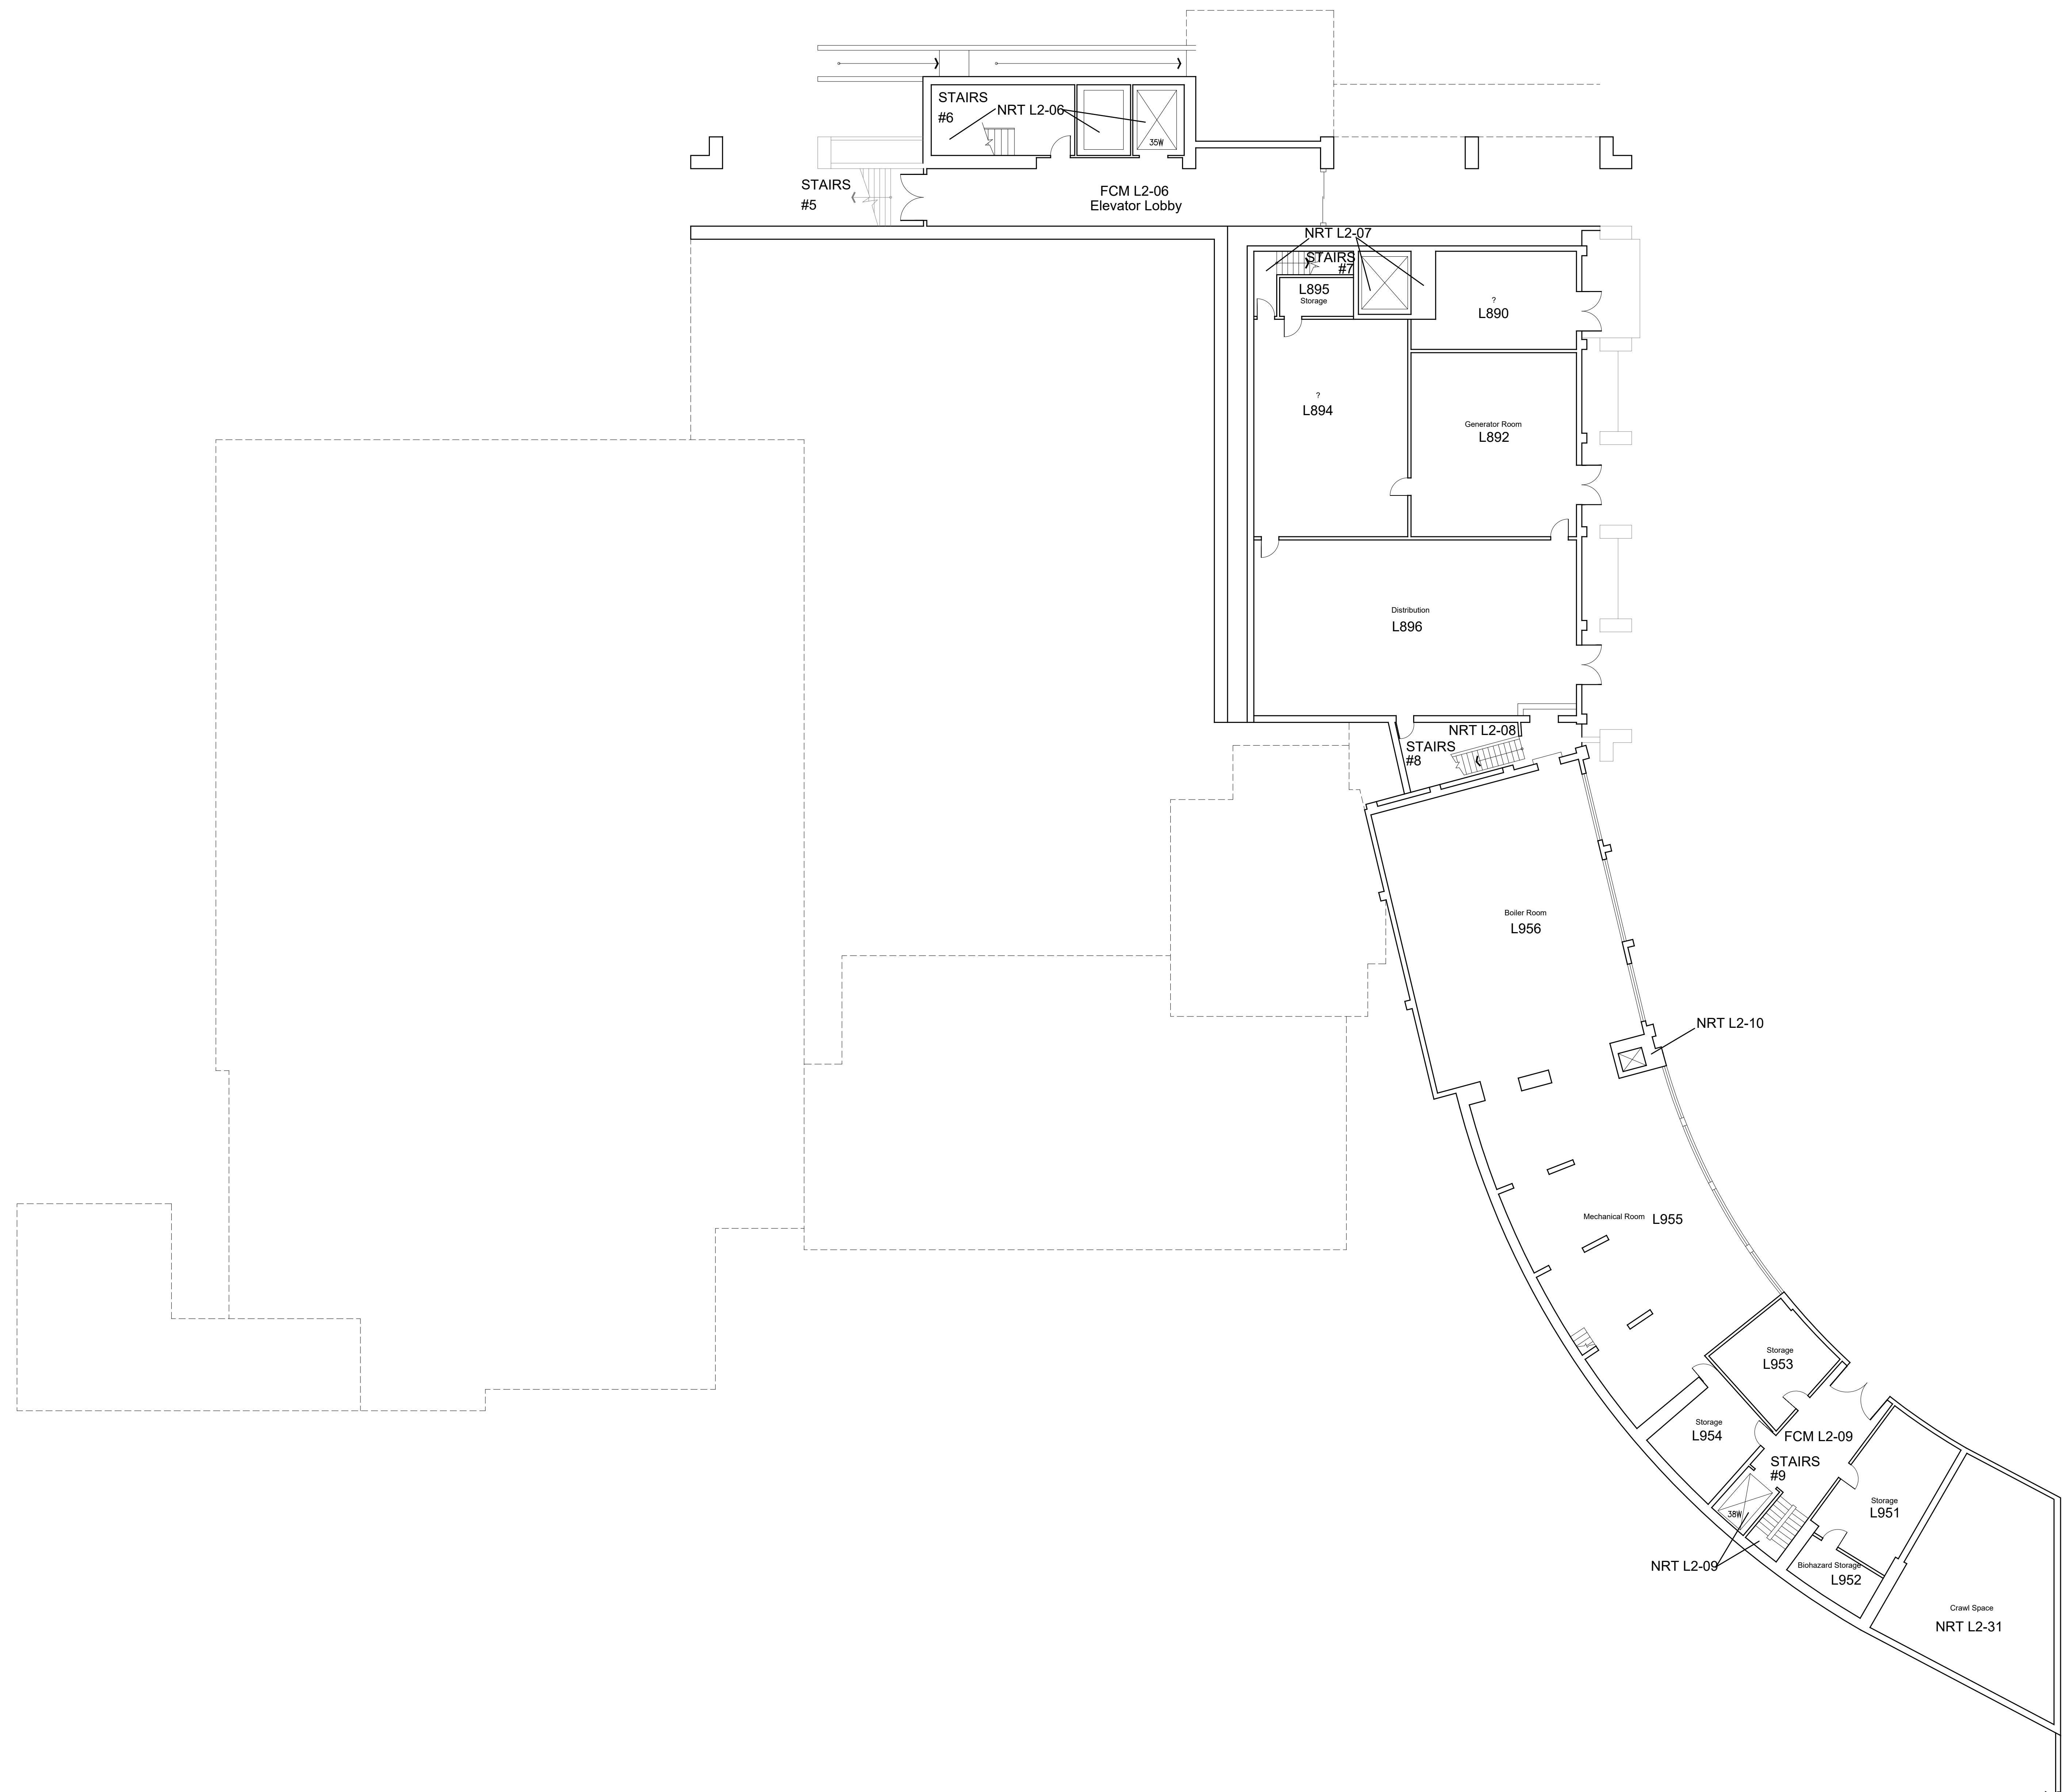 STAIRS
#6
NRT L2-06
35W
STAIRS
#5
FCM L2-06
Elevator Lobby
NRT L2-07
STAIRS
#7
L895
Storage
?
L890
?
L894
Generator Room
L892
Distribution
L896
NRT L2-08
STAIRS
#8
Boiler Room
L956
NRT L2-10
Mechanical Room L955
Storage
L953
Storage
L954
FCM L2-09
STAIRS
#9
38W
Storage
L951
NRT L2-09
Biohazard Storage
L952
Crawl Space
NRT L2-31